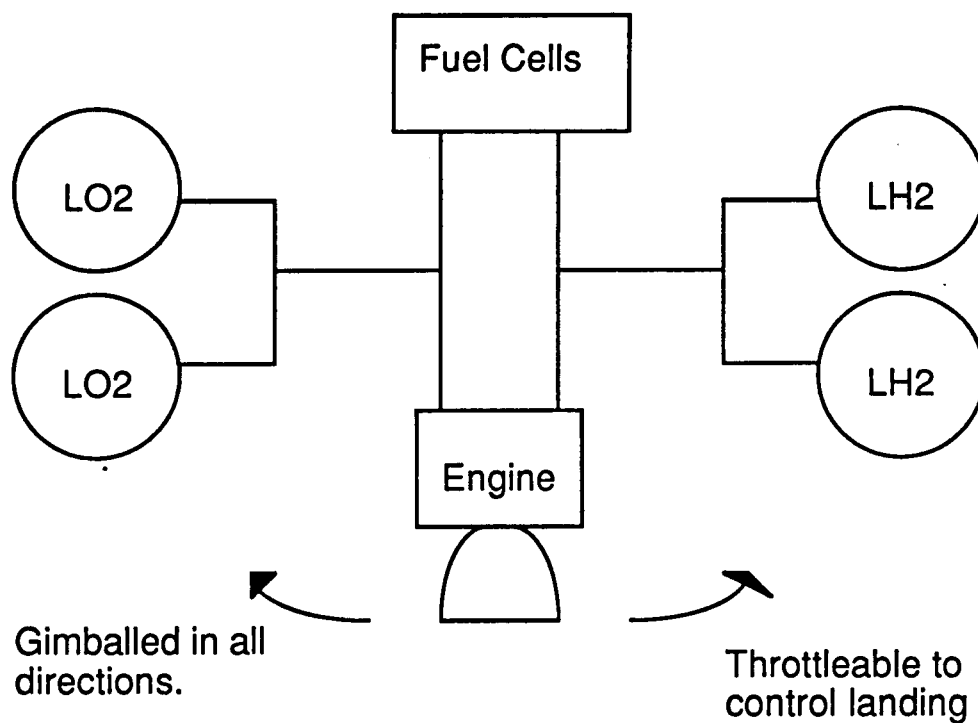 Fuel Cells
LO2
LH2
LO2
LH2
Engine
Gimballed in all
directions.
Throttleable to
control landing